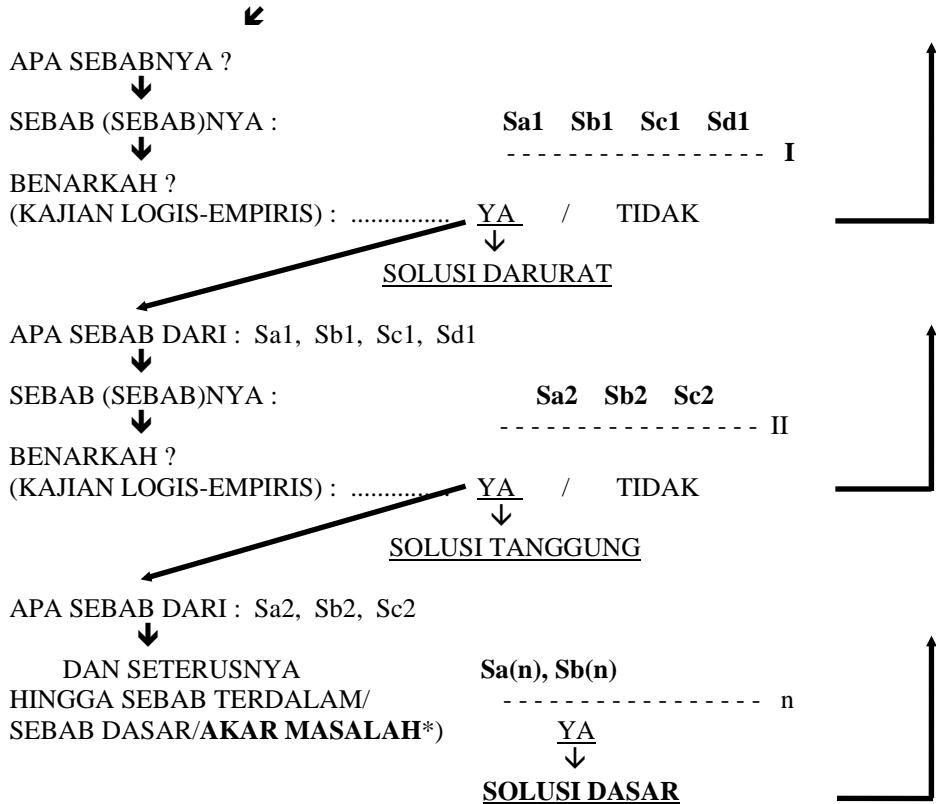 APA SEBABNYA ?
SEBAB (SEBAB)NYA : Sa1 Sb1 Sc1 Sd1
- - - - - - - - - - - - - - - - - I
BENARKAH ?
(KAJIAN LOGIS-EMPIRIS) : ............... YA / TIDAK
SOLUSI DARURAT
APA SEBAB DARI : Sa1, Sb1, Sc1, Sd1
SEBAB (SEBAB)NYA : Sa2 Sb2 Sc2
- - - - - - - - - - - - - - - - - II
BENARKAH ?
(KAJIAN LOGIS-EMPIRIS) : ............... YA / TIDAK
SOLUSI TANGGUNG
APA SEBAB DARI : Sa2, Sb2, Sc2
DAN SETERUSNYA Sa(n), Sb(n)
HINGGA SEBAB TERDALAM/ - - - - - - - - - - - - - - - - - n
SEBAB DASAR/AKAR MASALAH*) YA
SOLUSI DASAR